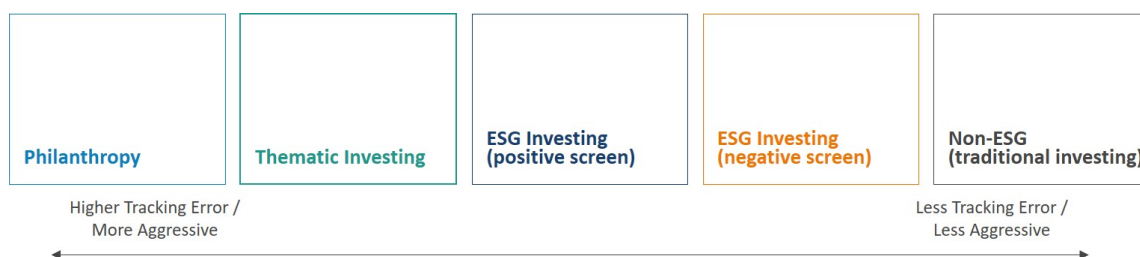 Philanthropy
Thematic Investing
ESG Investing
(positive screen)
ESG Investing
(negative screen)
Non-ESG
(traditional investing)
Higher Tracking Error /
More Aggressive
Less Tracking Error /
Less Aggressive